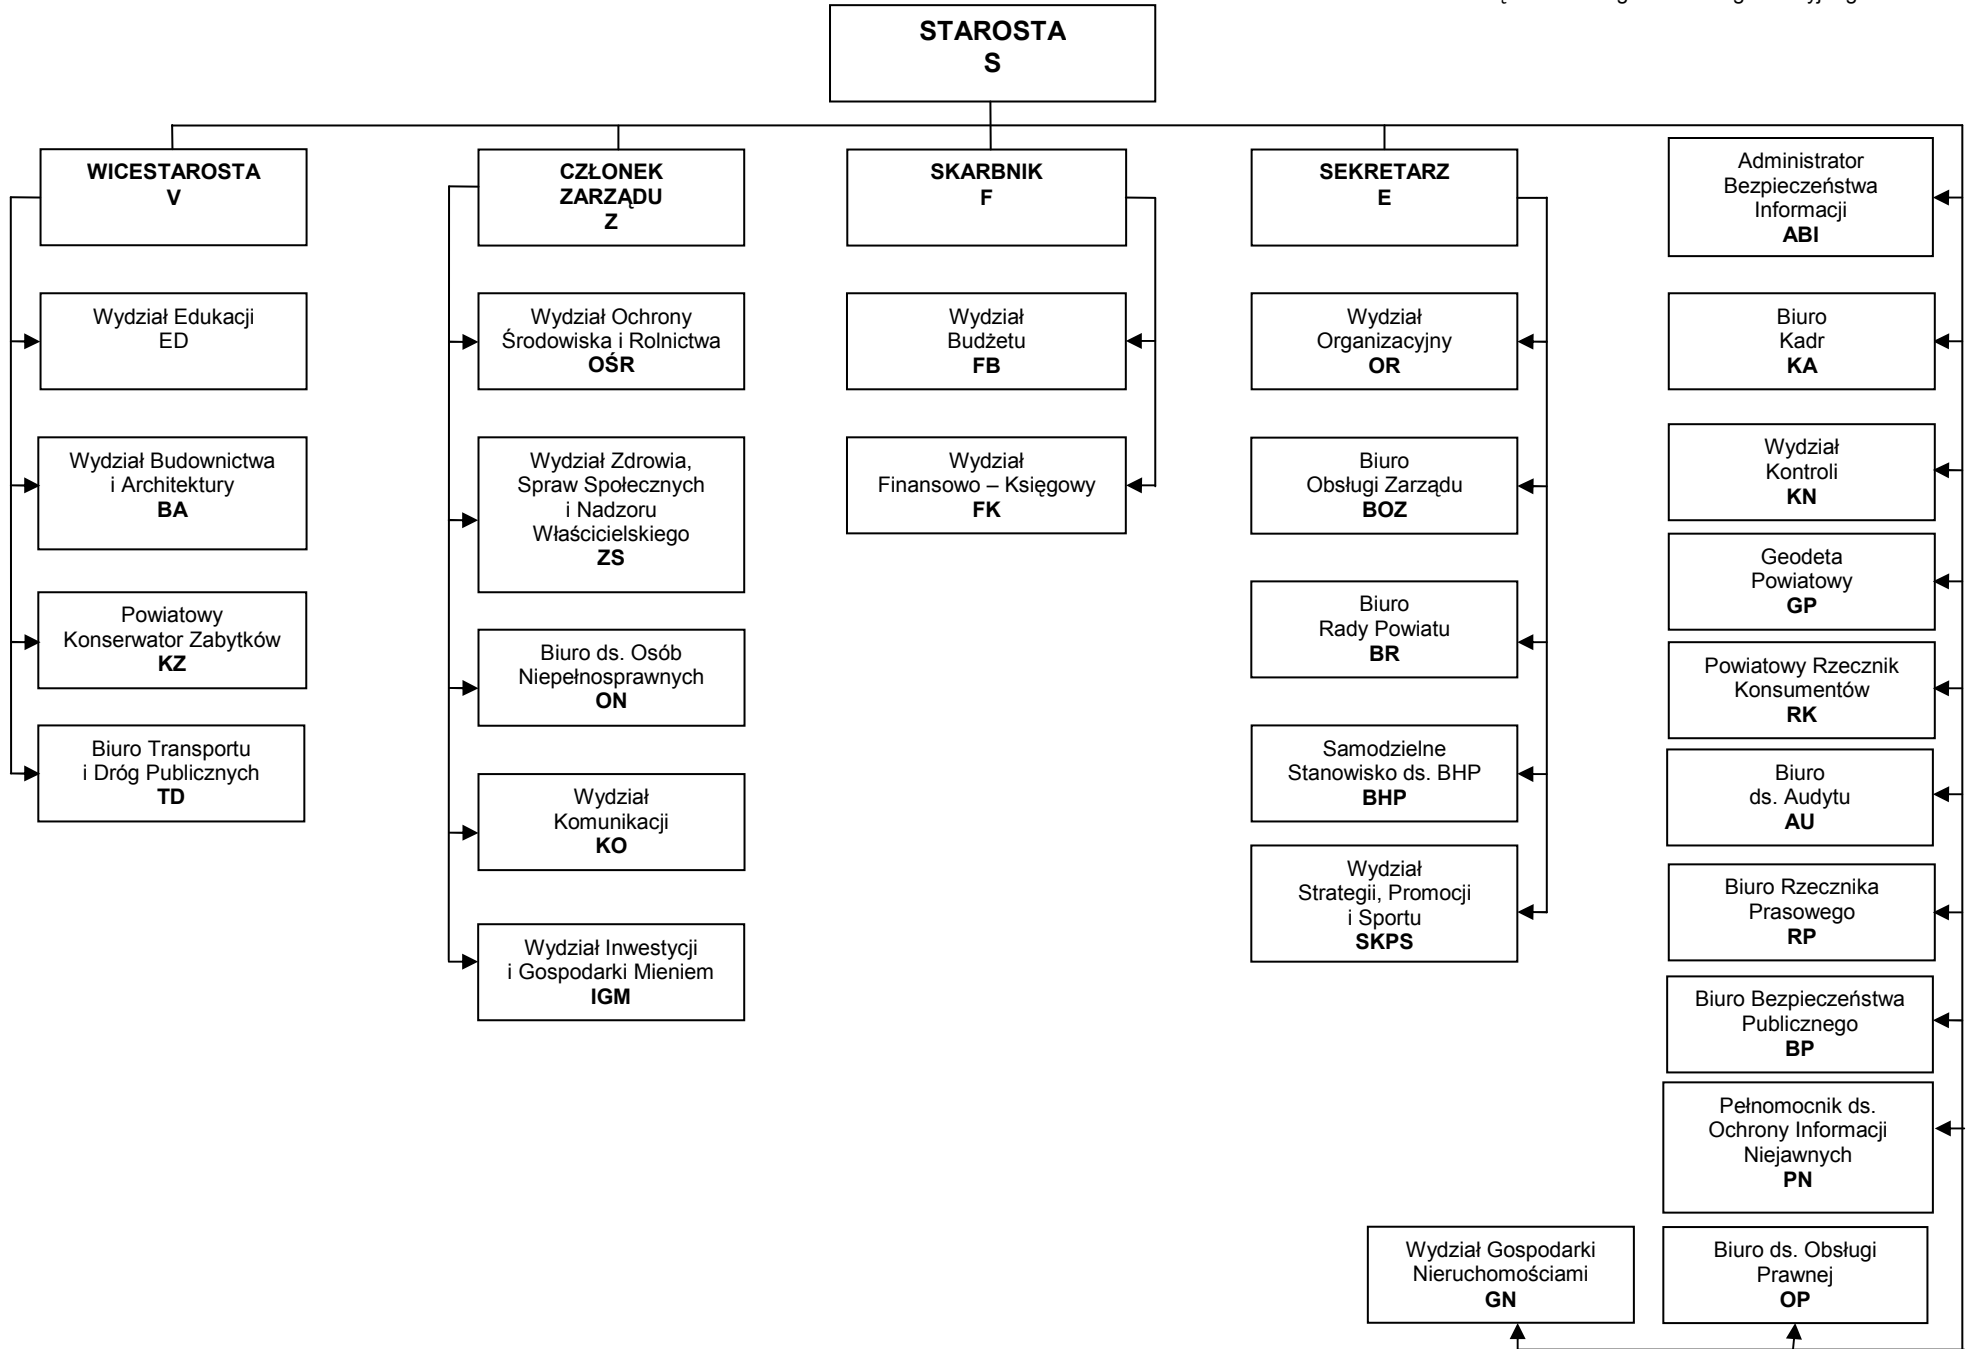 STAROSTA
S
WICESTAROSTA
V
Wydział Edukacji
ED
Wydział Budownictwa
i Architektury
BA
Powiatowy
Konserwator Zabytków
KZ
Biuro Transportu
i Dróg Publicznych
TD
CZŁONEK
ZARZĄDU
Z
Wydział Ochrony
Środowiska i Rolnictwa
OŚR
Wydział Zdrowia,
Spraw Społecznych
i Nadzoru
Właścicielskiego
ZS
Biuro ds. Osób
Niepełnosprawnych
ON
Wydział
Komunikacji
KO
Wydział Inwestycji
i Gospodarki Mieniem
IGM
SKARBNIK
F
Wydział
Budżetu
FB
Wydział
Finansowo – Księgowy
FK
SEKRETARZ
E
Wydział
Organizacyjny
OR
Biuro
Obsługi Zarządu
BOZ
Biuro
Rady Powiatu
BR
Samodzielne
Stanowisko ds. BHP
BHP
Wydział
Strategii, Promocji
i Sportu
SKPS
Administrator
Bezpieczeństwa
Informacji
ABI
Biuro
Kadr
KA
Wydział
Kontroli
KN
Geodeta
Powiatowy
GP
Powiatowy Rzecznik
Konsumentów
RK
Biuro
ds. Audytu
AU
Biuro Rzecznika
Prasowego
RP
Biuro Bezpieczeństwa
Publicznego
BP
Pełnomocnik ds.
Ochrony Informacji
Niejawnych
PN
Wydział Gospodarki
Nieruchomościami
GN
Biuro ds. Obsługi
Prawnej
OP